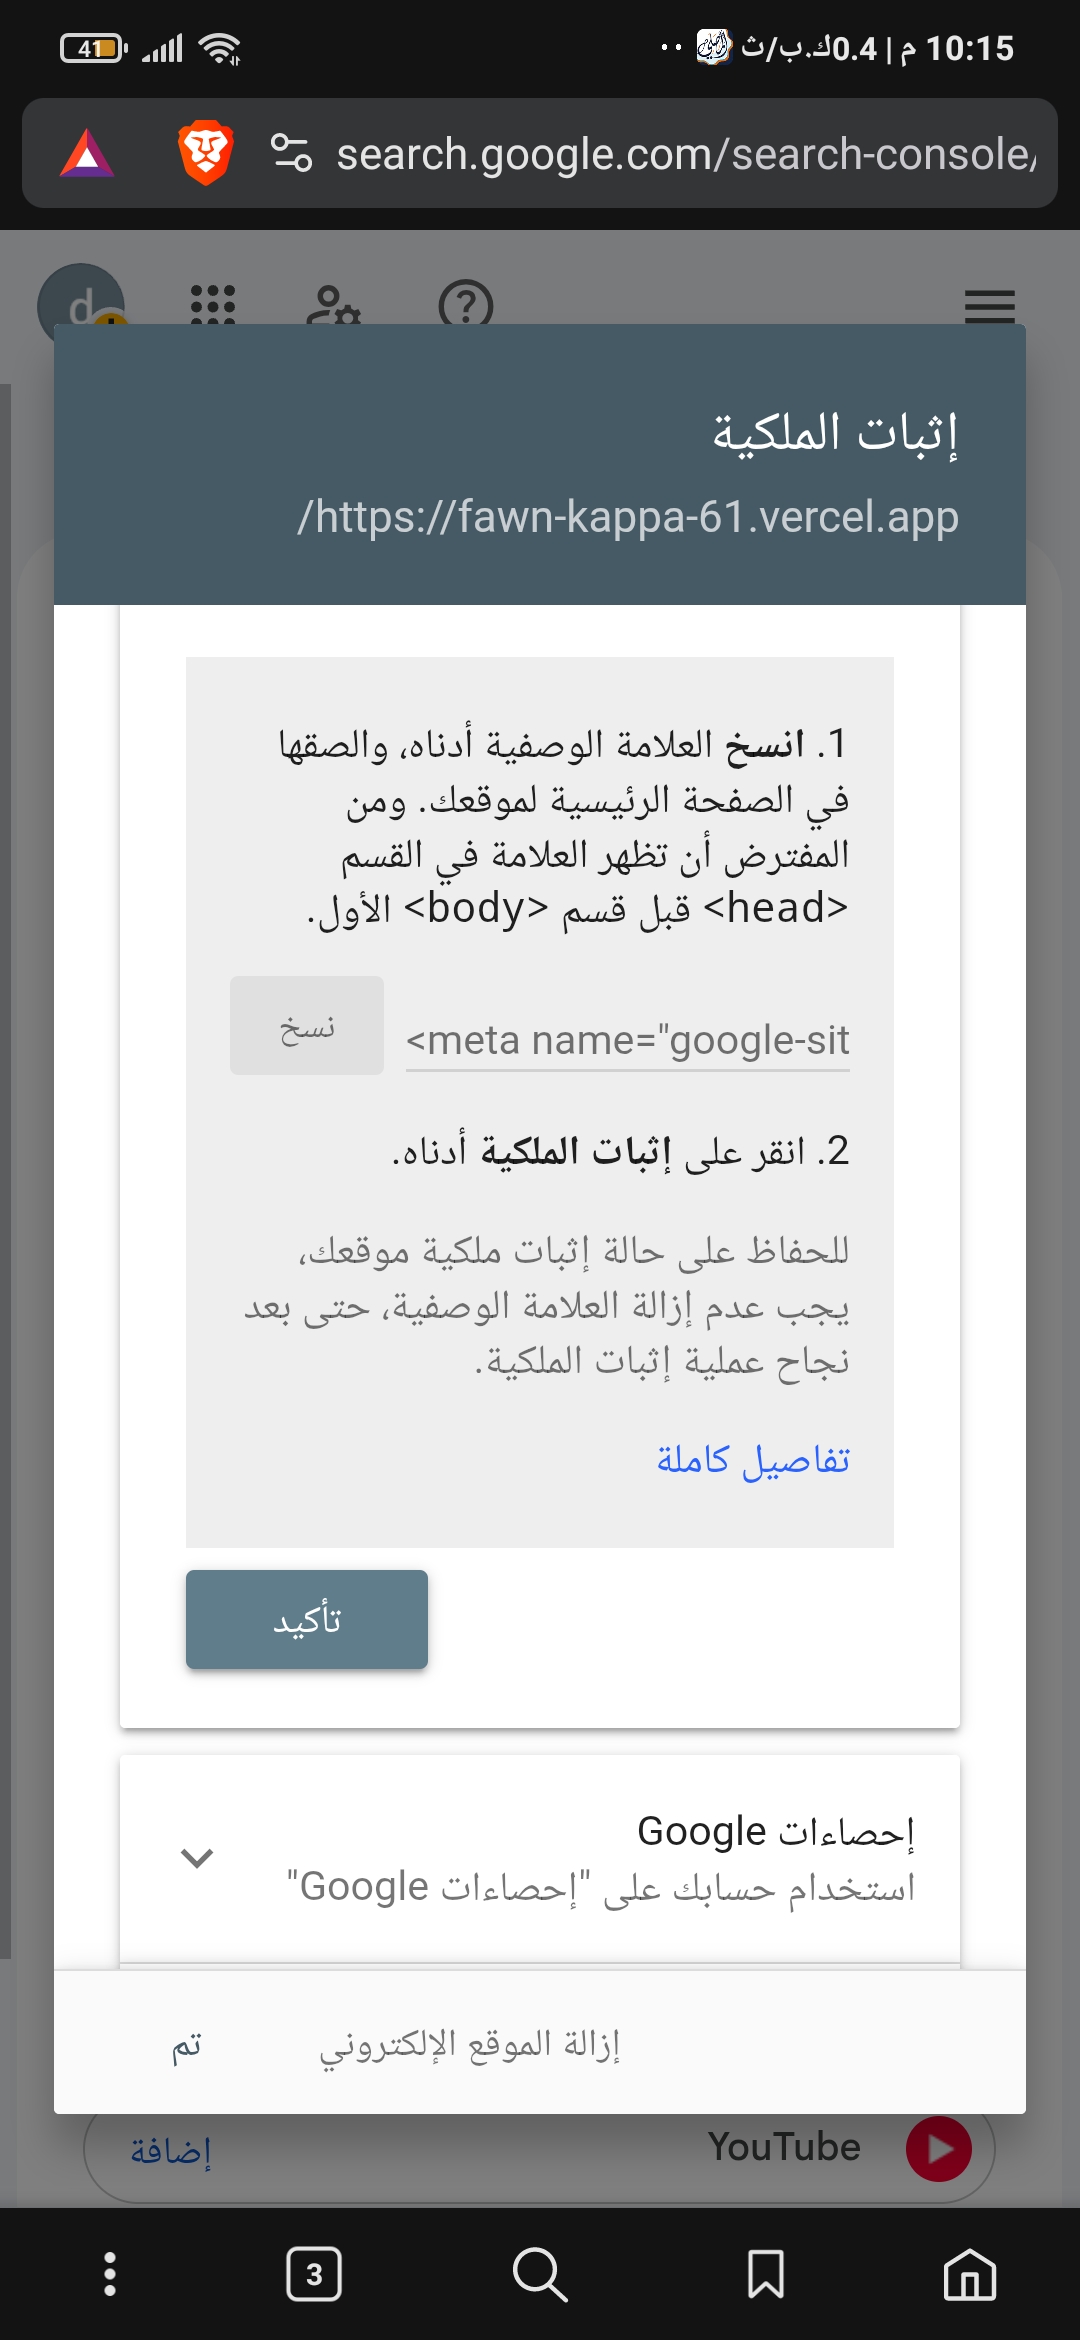 10:15 م | 0.4ك.ب/ث
41
search.google.com/search-console/
d
إثبات الملكية
https://fawn-kappa-61.vercel.app/
1. انسخ العلامة الوصفية أدناه، والصقها
في الصفحة الرئيسية لموقعك. ومن
المفترض أن تظهر العلامة في القسم
<head> قبل قسم <body> الأول.
<meta name="google-sit
نسخ
2. انقر على إثبات الملكية أدناه.
للحفاظ على حالة إثبات ملكية موقعك،
يجب عدم إزالة العلامة الوصفية، حتى بعد
نجاح عملية إثبات الملكية.
تفاصيل كاملة
تأكيد
إحصاءات Google
استخدام حسابك على "إحصاءات Google"
إزالة الموقع الإلكتروني
تم
YouTube
إضافة
3